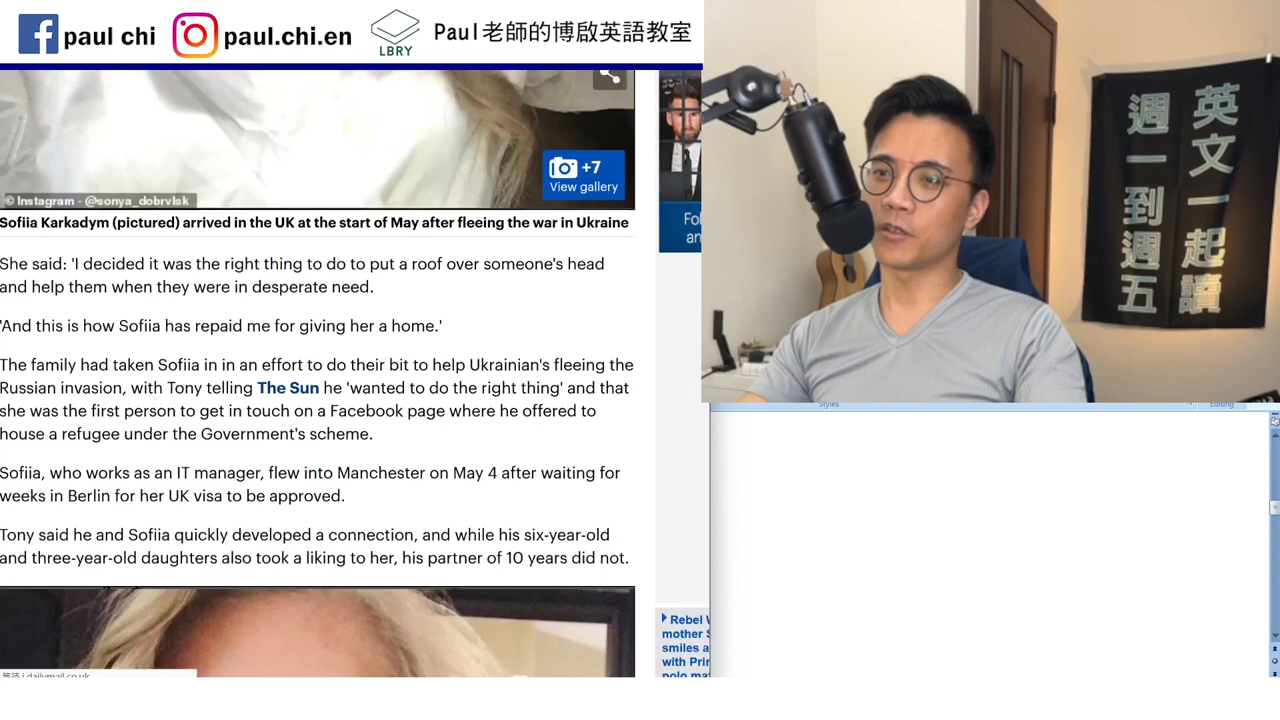 paul chi
paul.chi.en
LBRY
Paul老師的博啟英語教室
+7
View gallery
© Instagram - @sonya_dobrvlsk
Sofiia Karkadym (pictured) arrived in the UK at the start of May after fleeing the war in Ukraine
She said: 'I decided it was the right thing to do to put a roof over someone's head
and help them when they were in desperate need.
'And this is how Sofiia has repaid me for giving her a home.'
The family had taken Sofiia in in an effort to do their bit to help Ukrainian's fleeing the
Russian invasion, with Tony telling The Sun he 'wanted to do the right thing' and that
she was the first person to get in touch on a Facebook page where he offered to
house a refugee under the Government's scheme.
Sofiia, who works as an IT manager, flew into Manchester on May 4 after waiting for
weeks in Berlin for her UK visa to be approved.
Tony said he and Sofiia quickly developed a connection, and while his six-year-old
and three-year-old daughters also took a liking to her, his partner of 10 years did not.
Fol
an
Rebel
mother S
smiles a
with Prin
polo ma
英文一起讀
週一到週五
Styles
Editing